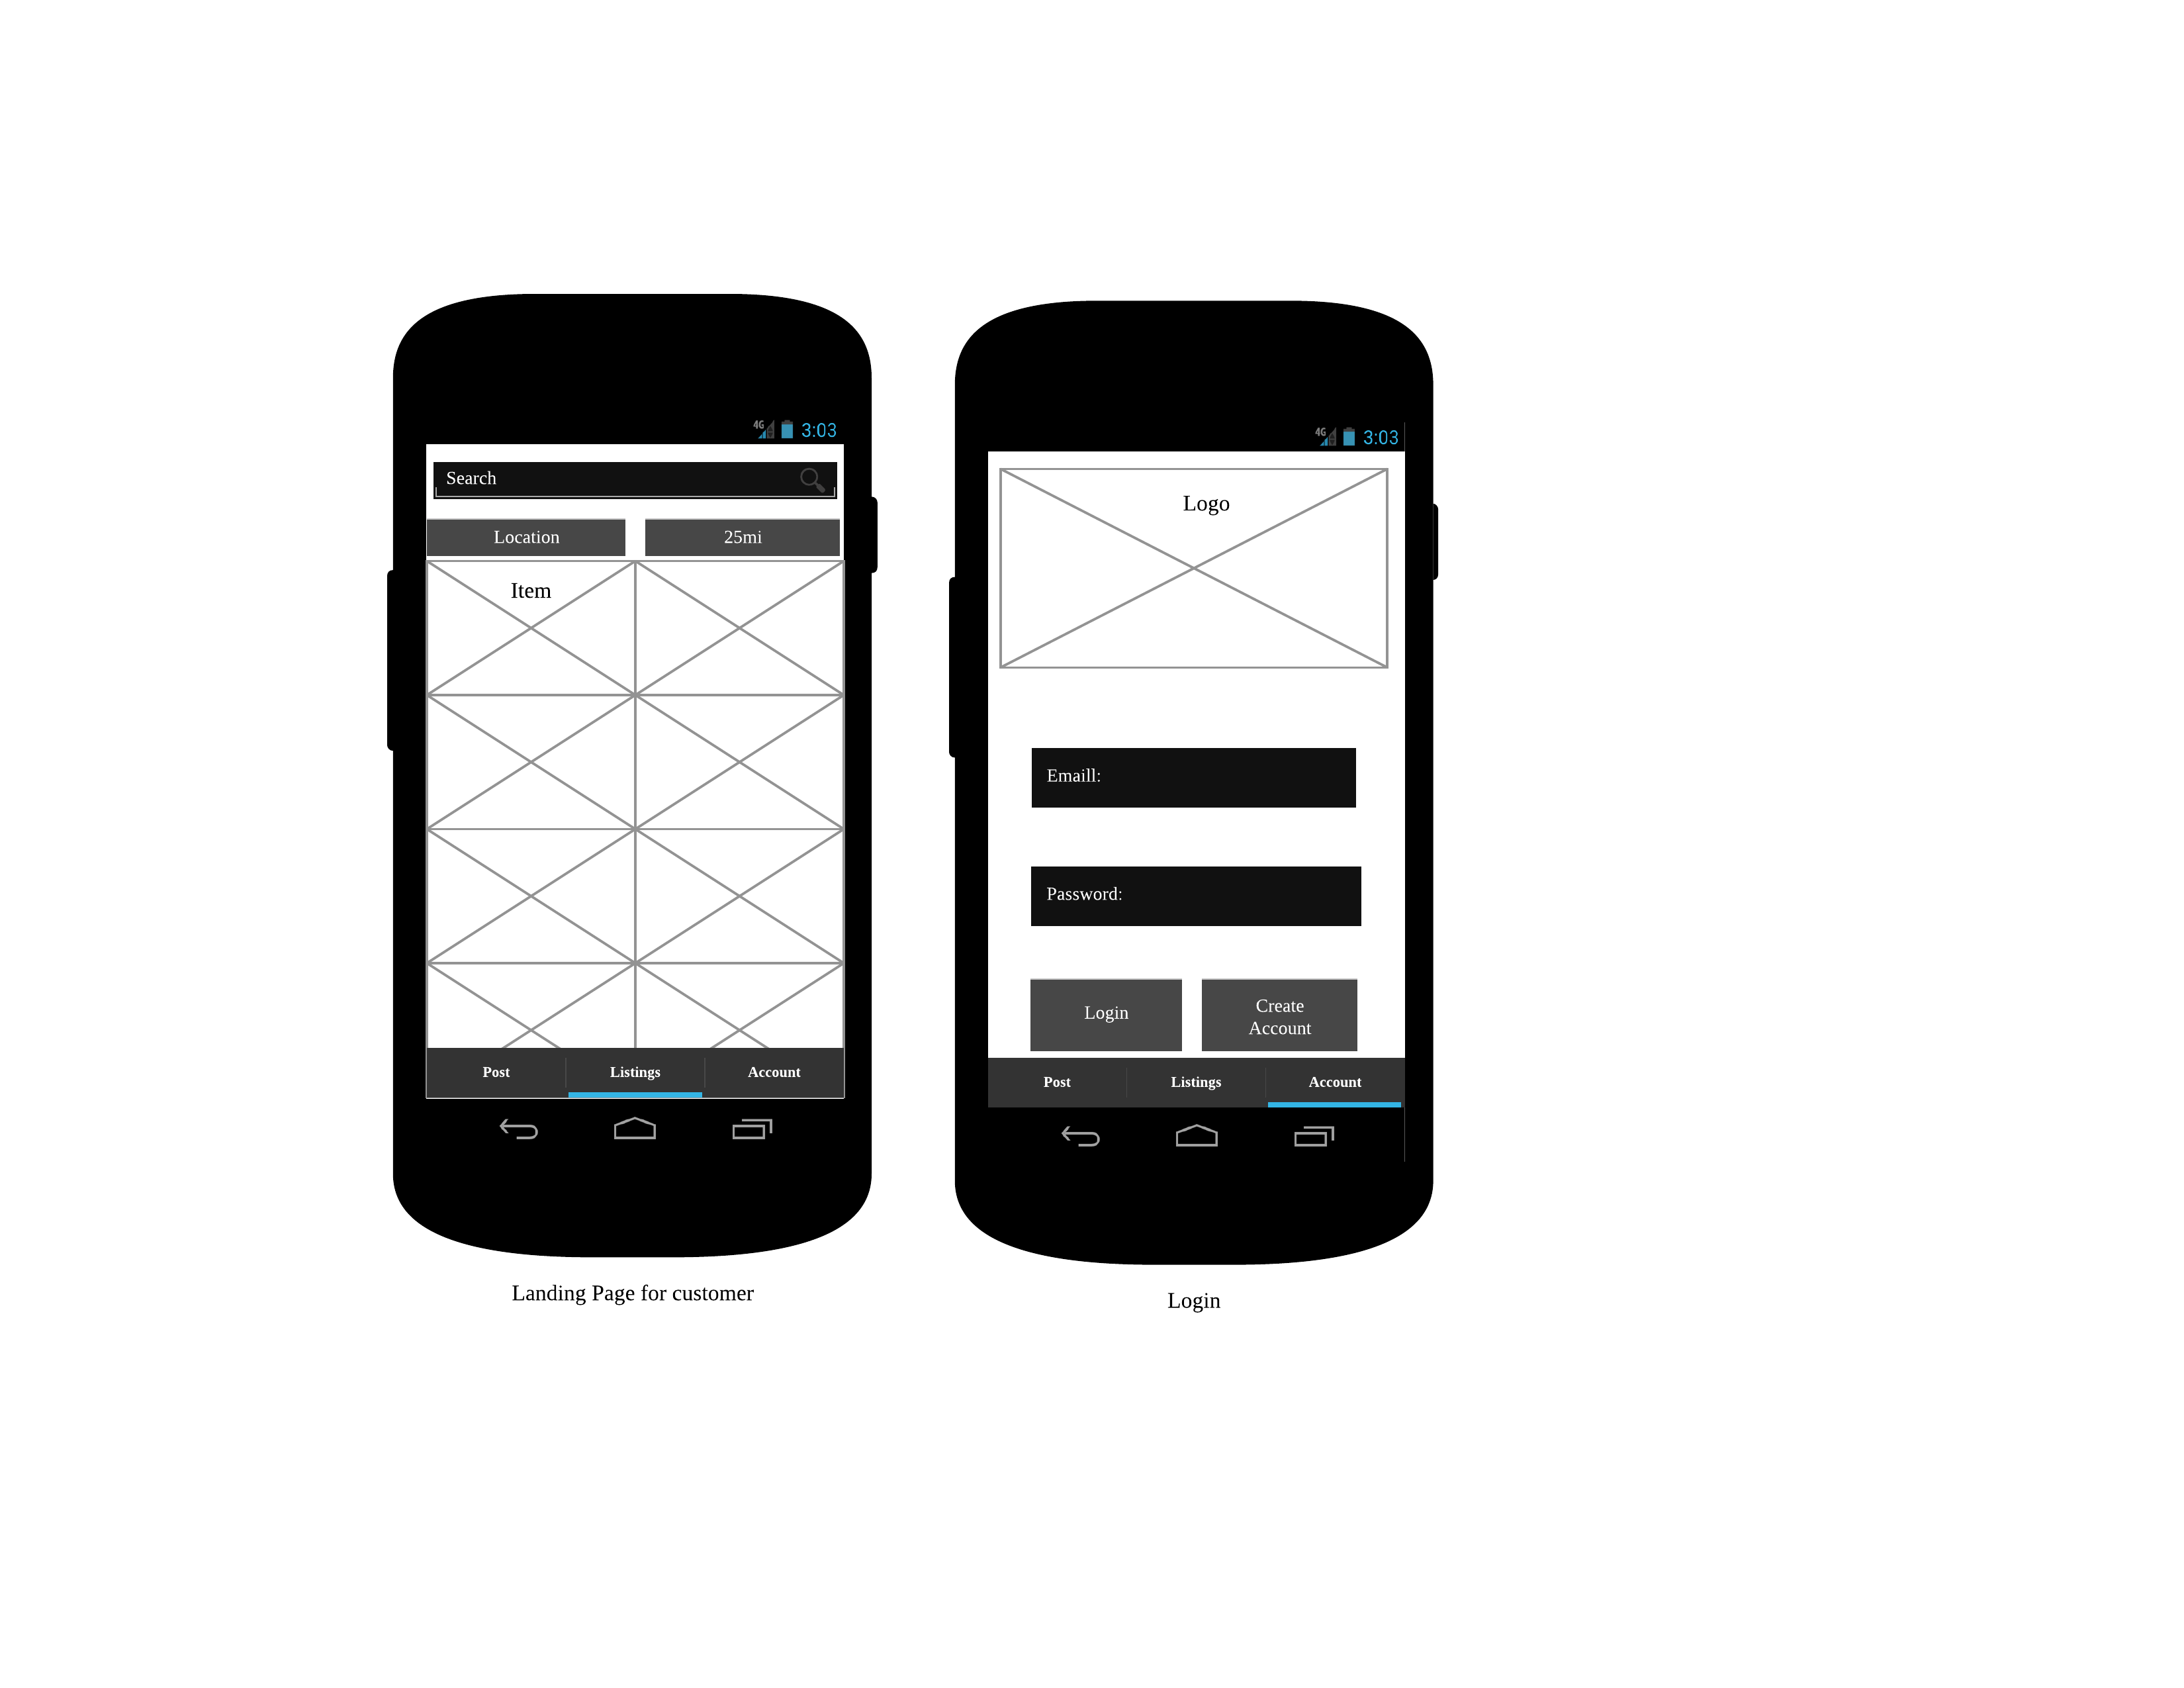 4G 3:03
Search
Location 25mi
Item
Post Listings Account
Landing Page for customer
4G 3:03
Logo
Emaill:
Password:
Login
Create
Account
Post Listings Account
Login